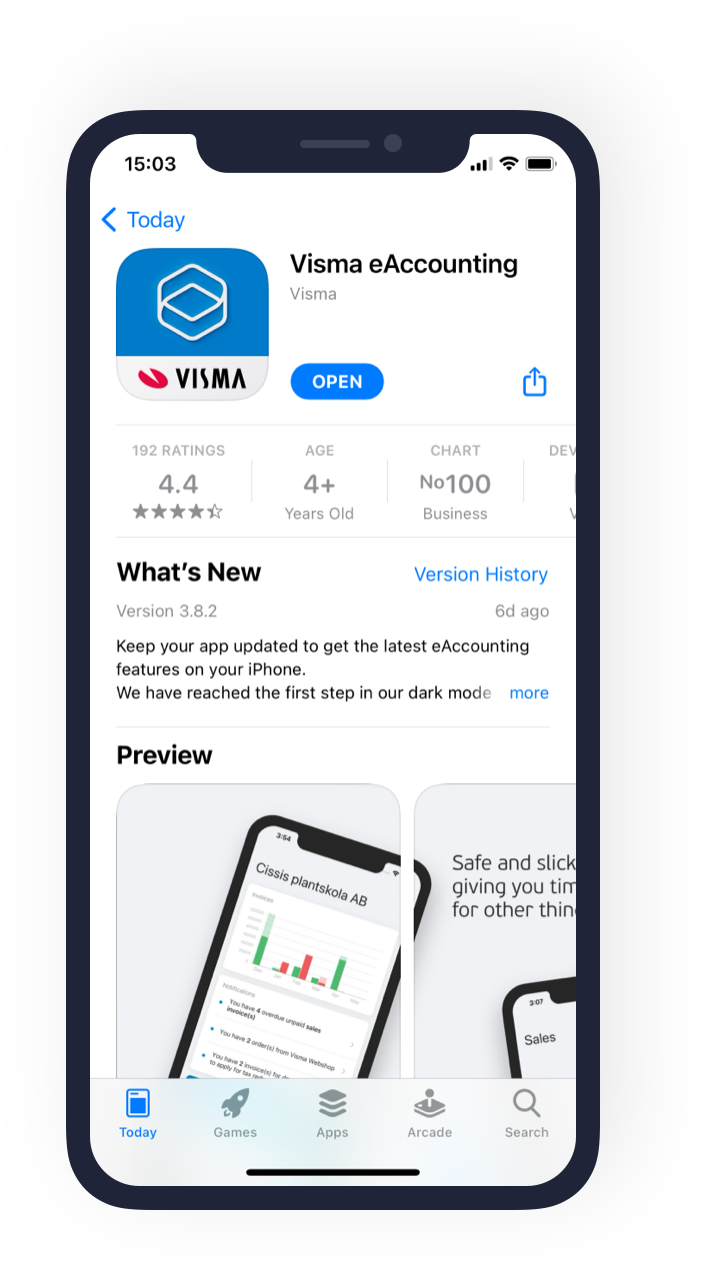 15:03
Today
Visma eAccounting
Visma
VISMA
OPEN
192 RATINGS
4.4
AGE
4+
Years Old
CHART
No100
Business
DEV
V
What's New
Version History
Version 3.8.2
6d ago
Keep your app updated to get the latest eAccounting
features on your iPhone.
We have reached the first step in our dark mode
more
Preview
3:54
Cissis plantskola AB
Invoices
Notifications
You have 4 overdue unpaid sales
invoice(s)
You have 2 order(s) from Visma Webshop
You have 2 invoice(s) for
to apply for tax
Safe and slick
giving you tim
for other thin
3:07
Sales
Today
Games
Apps
Arcade
Search